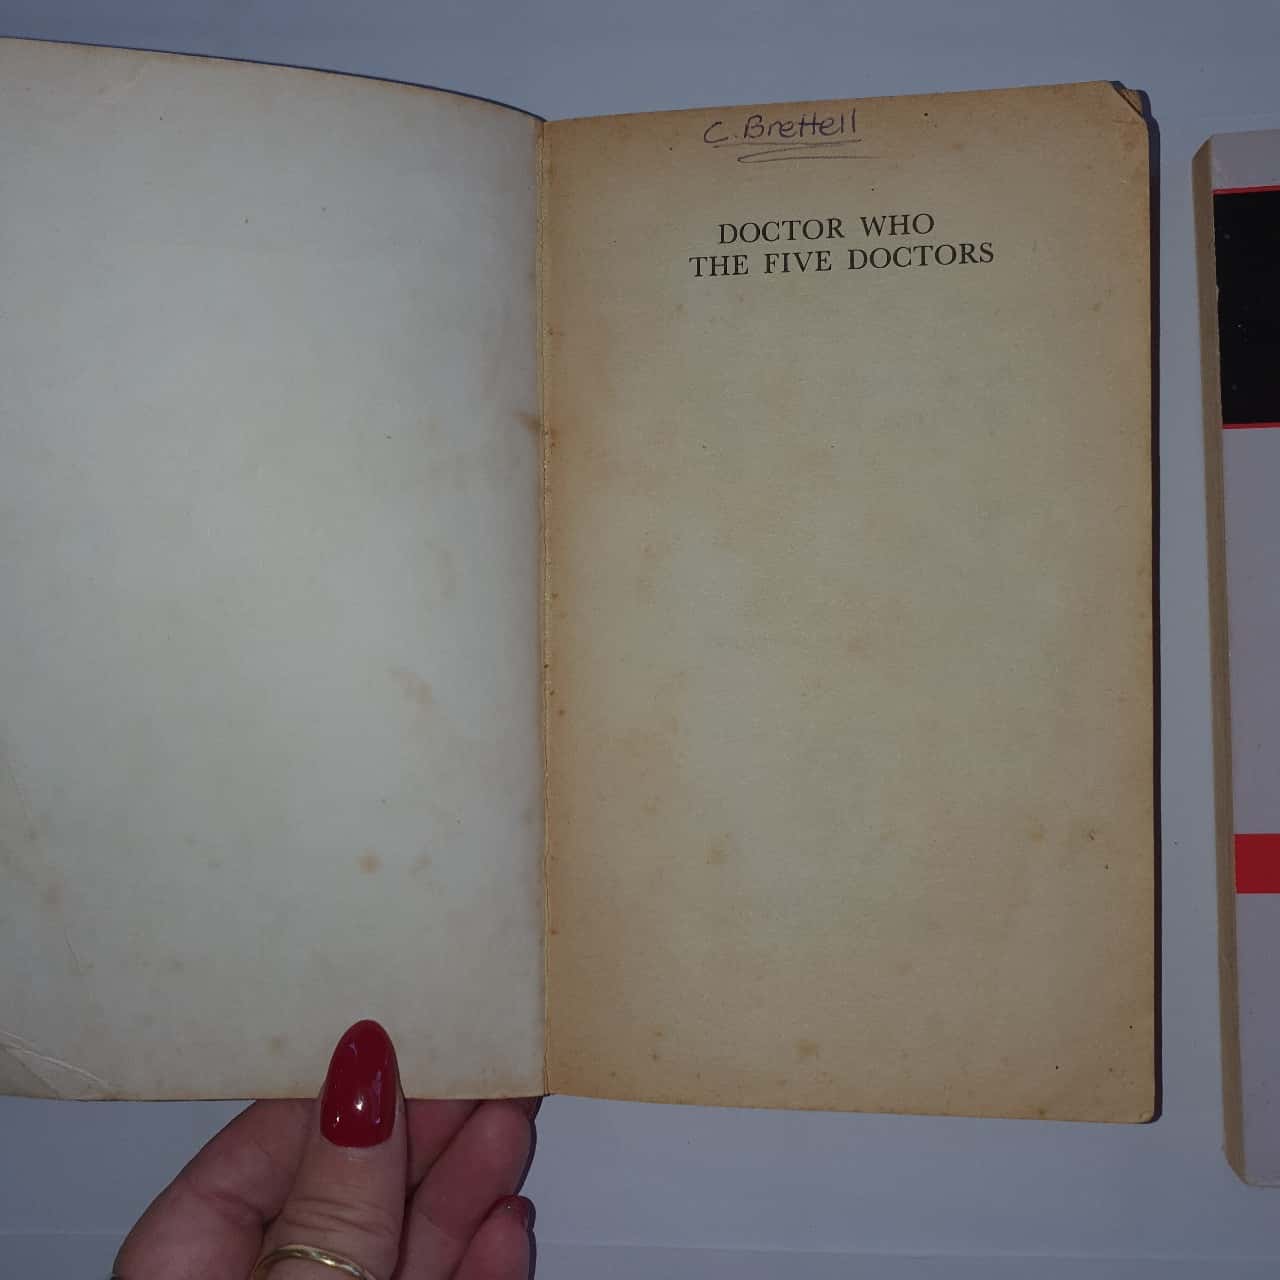 C. Brettell
DOCTOR WHO
THE FIVE DOCTORS